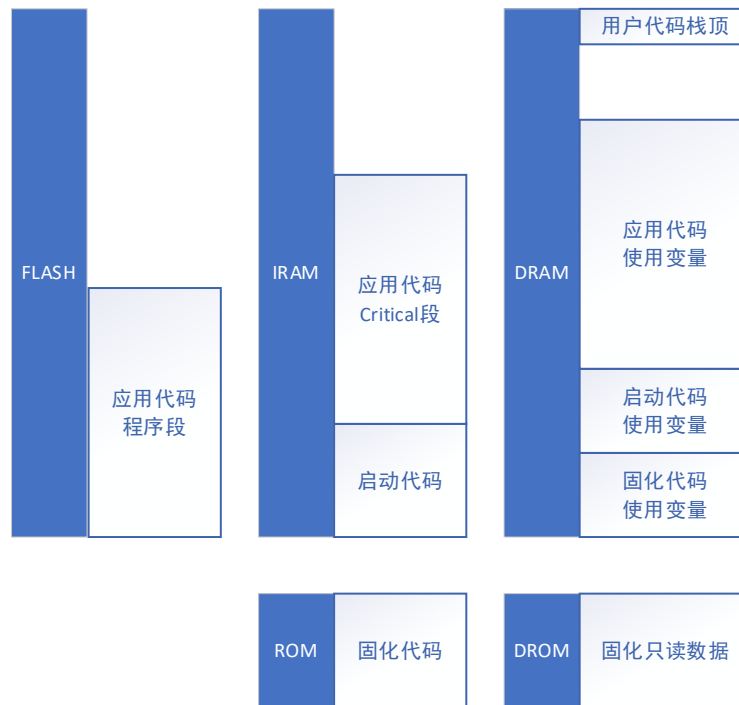 FLASH
应用代码
程序段
IRAM
应用代码
Critical段
启动代码
DRAM
用户代码栈顶
应用代码
使用变量
启动代码
使用变量
固化代码
使用变量
ROM
固化代码
DROM
固化只读数据